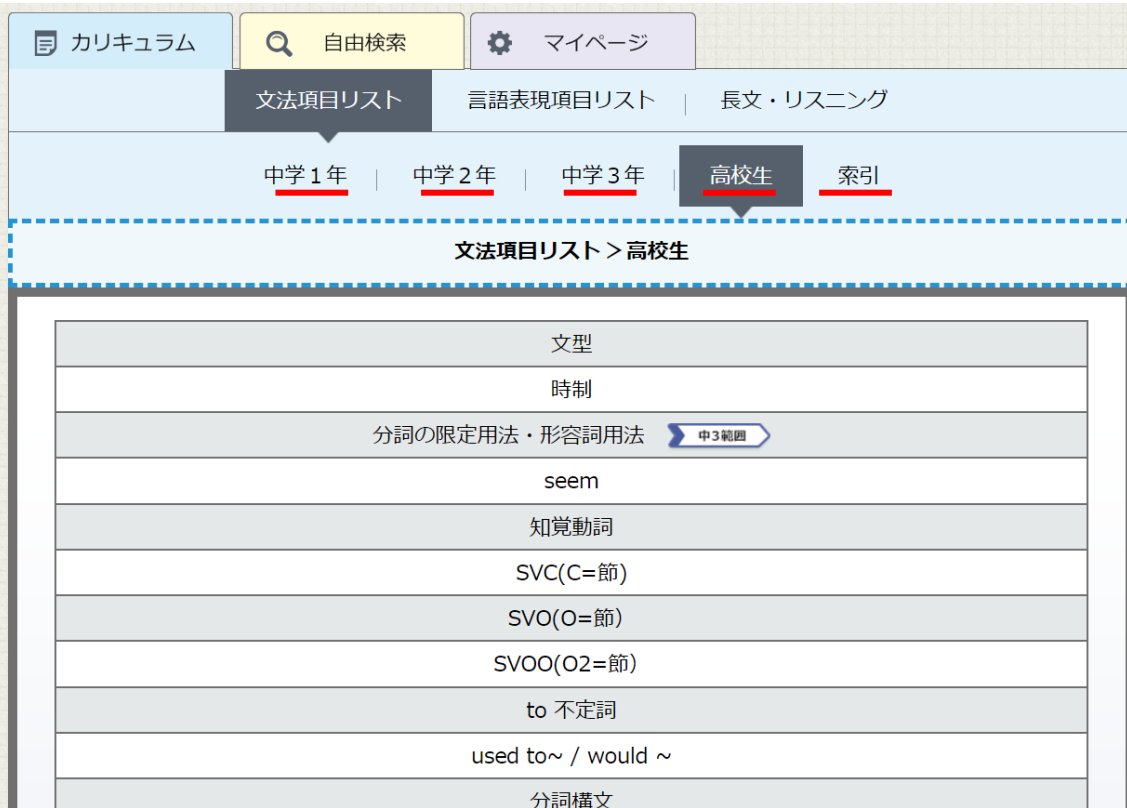 カリキュラム 自由検索 マイページ
文法項目リスト 言語表現項目リスト 長文・リスニング
中学1年 中学2年 中学3年 高校生 索引
文法項目リスト＞高校生
文型
時制
分詞の限定用法・形容詞用法 中3範囲
seem
知覚動詞
SVC(C=節)
SVO(O=節）
SVOO(O2=節）
to 不定詞
used to~ / would ~
分詞構文